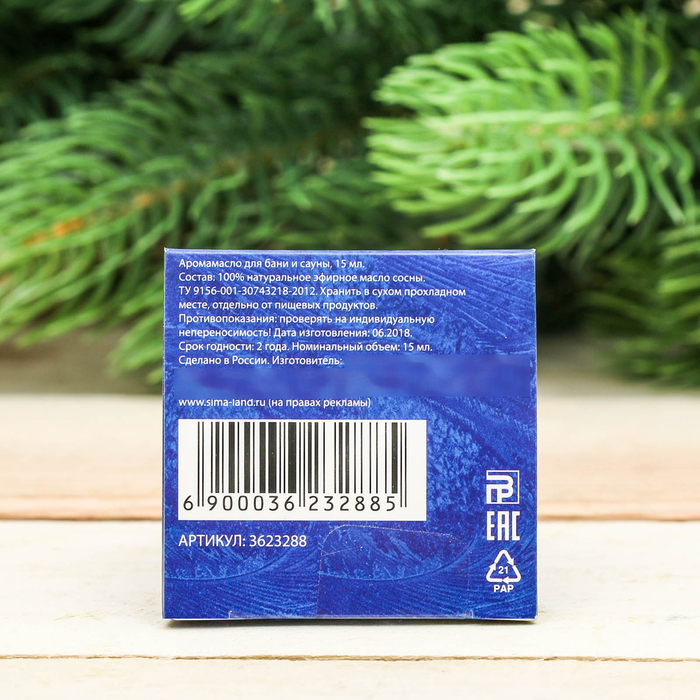 Аромамасло для бани и сауны, 15 мл.
Состав: 100% натуральное эфирное масло сосны.
ТУ 9156-001-30743218-2012. Хранить в сухом прохладном
месте, отдельно от пищевых продуктов.
Противопоказания: проверять на индивидуальную
непереносимость! Дата изготовления: 06.2018.
Срок годности: 2 года. Номинальный объем: 15 мл.
Сделано в России. Изготовитель:
www.sima-land.ru (на правах рекламы)
6 900036 232885
АРТИКУЛ: 3623288
EAC
21
PAP